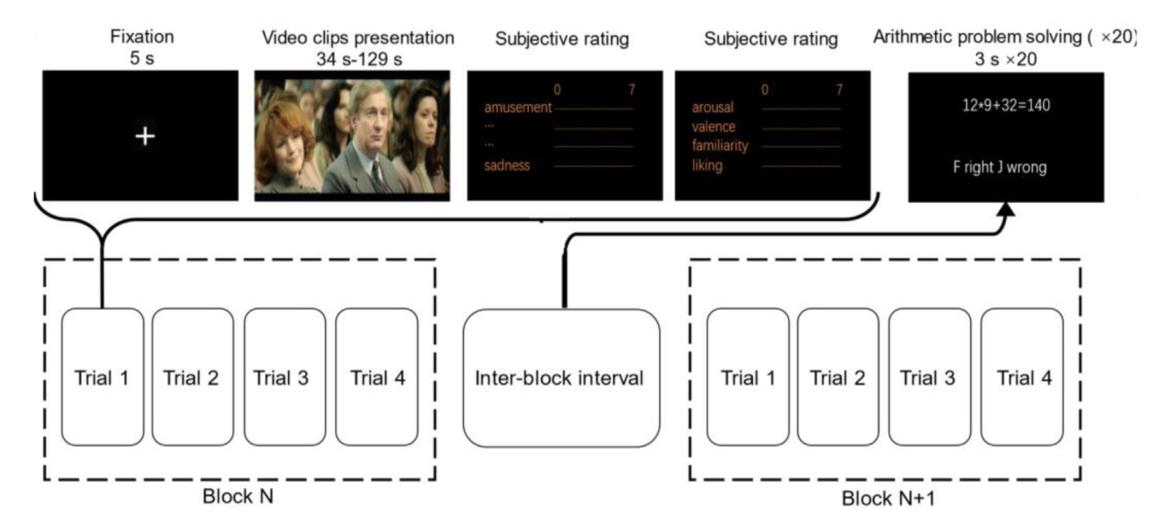 Fixation
5 s
Video clips presentation
34 s-129 s
Subjective rating
Subjective rating
Arithmetic problem solving ( ×20)
3 s ×20
+
0 7
amusement
...
...
sadness
0 7
arousal
valence
familiarity
liking
12*9+32=140
F right J wrong
Trial 1
Trial 2
Trial 3
Trial 4
Inter-block interval
Trial 1
Trial 2
Trial 3
Trial 4
Block N
Block N+1